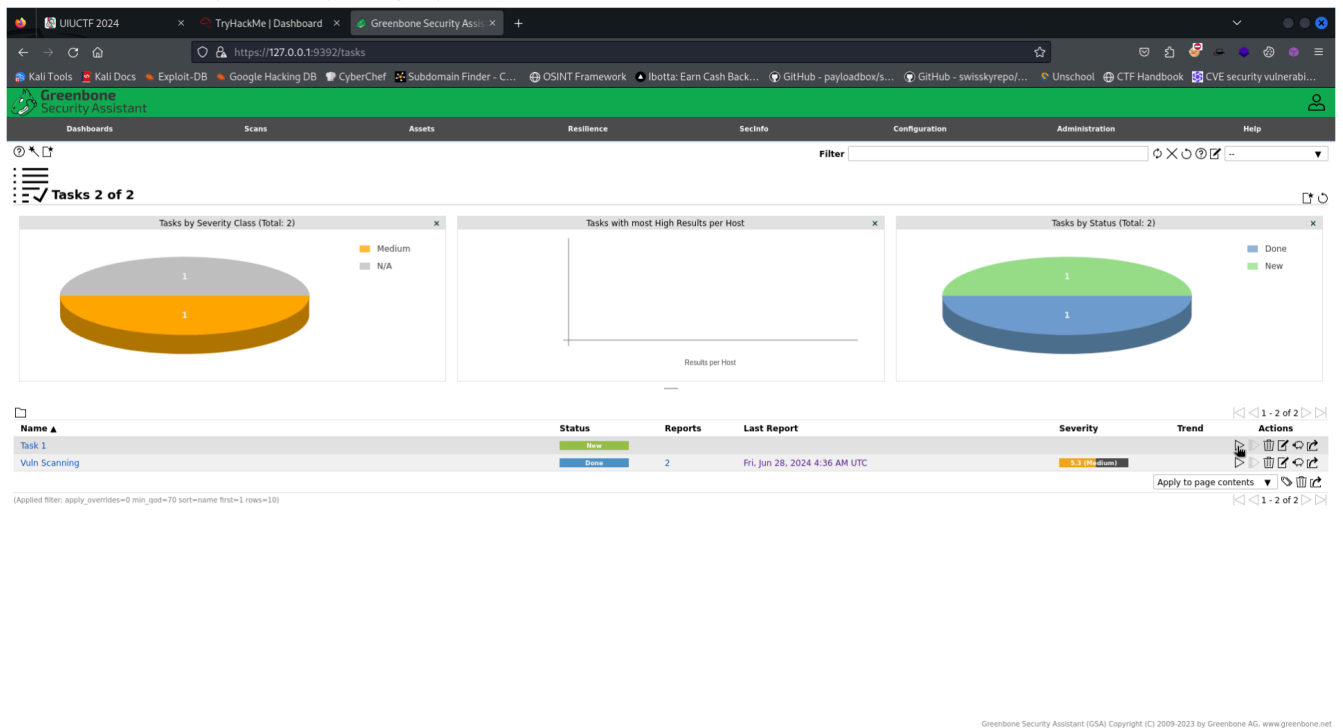 UIUCTF 2024 × TryHackMe | Dashboard × Greenbone Security Assis × +
https://127.0.0.1:9392/tasks
Kali Tools Kali Docs Exploit-DB Google Hacking DB CyberChef Subdomain Finder - C... OSINT Framework Ibotta: Earn Cash Back... GitHub - payloadbox/s... GitHub - swisskyrepo/... Unschool CTF Handbook CVE security vulnerabi...
Greenbone
Security Assistant
Dashboards Scans Assets Resilience SecInfo Configuration Administration Help
Filter --
Tasks 2 of 2
Tasks by Severity Class (Total: 2) × Tasks with most High Results per Host × Tasks by Status (Total: 2) ×
Medium Done
N/A New
1 1
1 1
Results per Host
1 - 2 of 2
Name ▲ Status Reports Last Report Severity Trend Actions
Task 1 New
Vuln Scanning Done 2 Fri, Jun 28, 2024 4:36 AM UTC 5.3 (Medium)
Apply to page contents ▼
(Applied filter: apply_overrides=0 min_qod=70 sort=name first=1 rows=10) 1 - 2 of 2
Greenbone Security Assistant (GSA) Copyright (C) 2009-2023 by Greenbone AG, www.greenbone.net